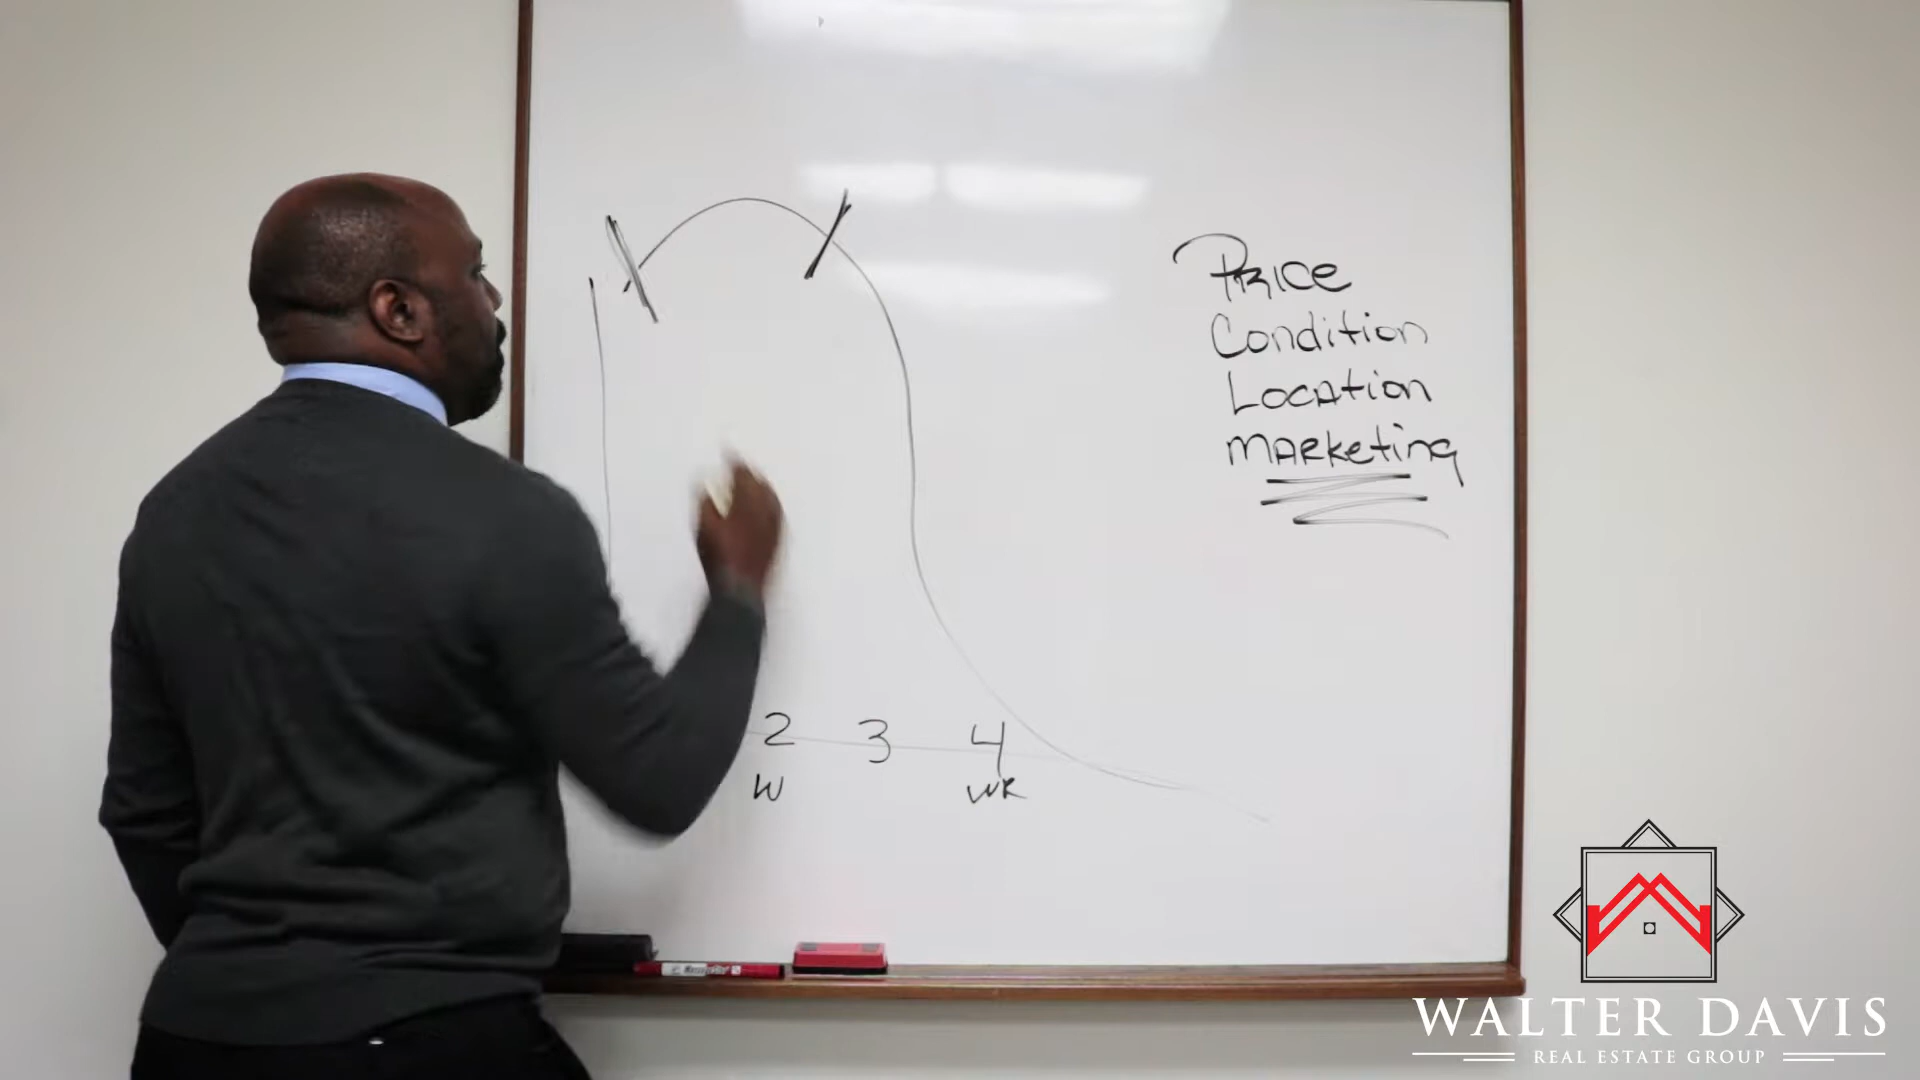 Price
Condition
Location
Marketing
2 3 4
W WK
WALTER DAVIS
REAL ESTATE GROUP